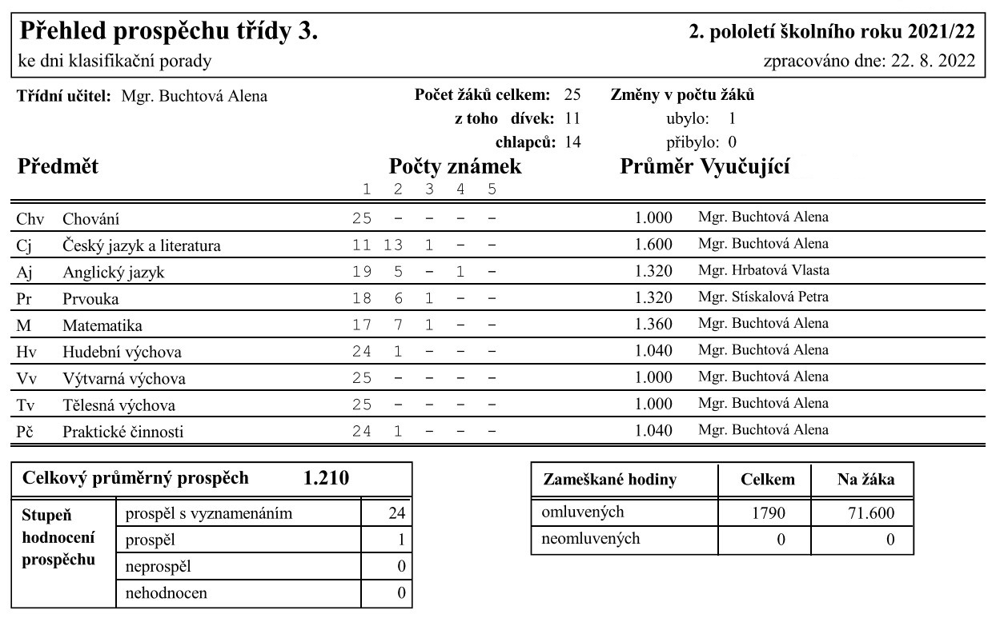 Přehled prospěchu třídy 3. 2. pololetí školního roku 2021/22
ke dni klasifikační porady zpracováno dne: 22. 8. 2022
Třídní učitel: Mgr. Buchtová Alena Počet žáků celkem: 25 Změny v počtu žáků
z toho dívek: 11 ubylo: 1
chlapců: 14 přibylo: 0
Předmět Počty známek Průměr Vyučující
1 2 3 4 5
Chv Chování 25 - - - - 1.000 Mgr. Buchtová Alena
Cj Český jazyk a literatura 11 13 1 - - 1.600 Mgr. Buchtová Alena
Aj Anglický jazyk 19 5 - 1 - 1.320 Mgr. Hrbatová Vlasta
Pr Prvouka 18 6 1 - - 1.320 Mgr. Stískalová Petra
M Matematika 17 7 1 - - 1.360 Mgr. Buchtová Alena
Hv Hudební výchova 24 1 - - - 1.040 Mgr. Buchtová Alena
Vv Výtvarná výchova 25 - - - - 1.000 Mgr. Buchtová Alena
Tv Tělesná výchova 25 - - - - 1.000 Mgr. Buchtová Alena
Pč Praktické činnosti 24 1 - - - 1.040 Mgr. Buchtová Alena
Celkový průměrný prospěch 1.210
Stupeň hodnocení prospěchu
prospěl s vyznamenáním 24
prospěl 1
neprospěl 0
nehodnocen 0
Zameškané hodiny Celkem Na žáka
omluvených 1790 71.600
neomluvených 0 0